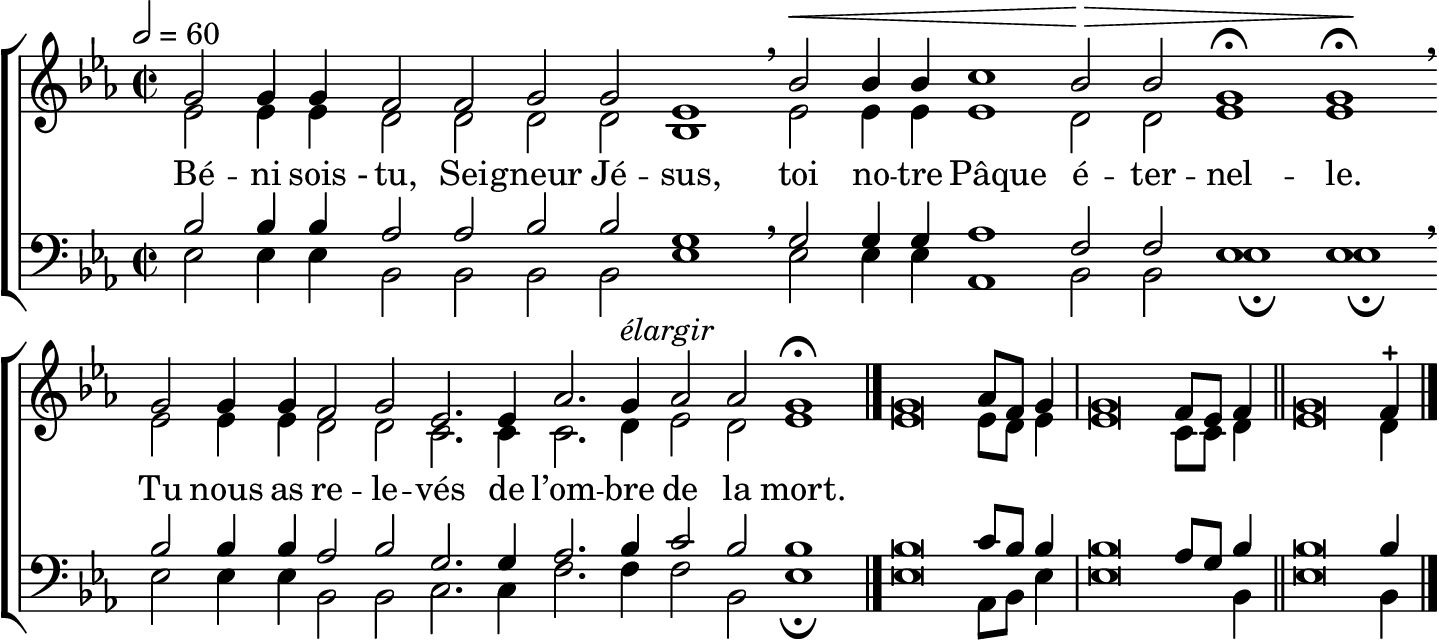 = 60
Bé - ni sois - tu, Seigneur Jé - sus, toi no - tre Pâque é - ter - nel - le.
élargir
Tu nous as re - le - vés de l’om - bre de la mort.